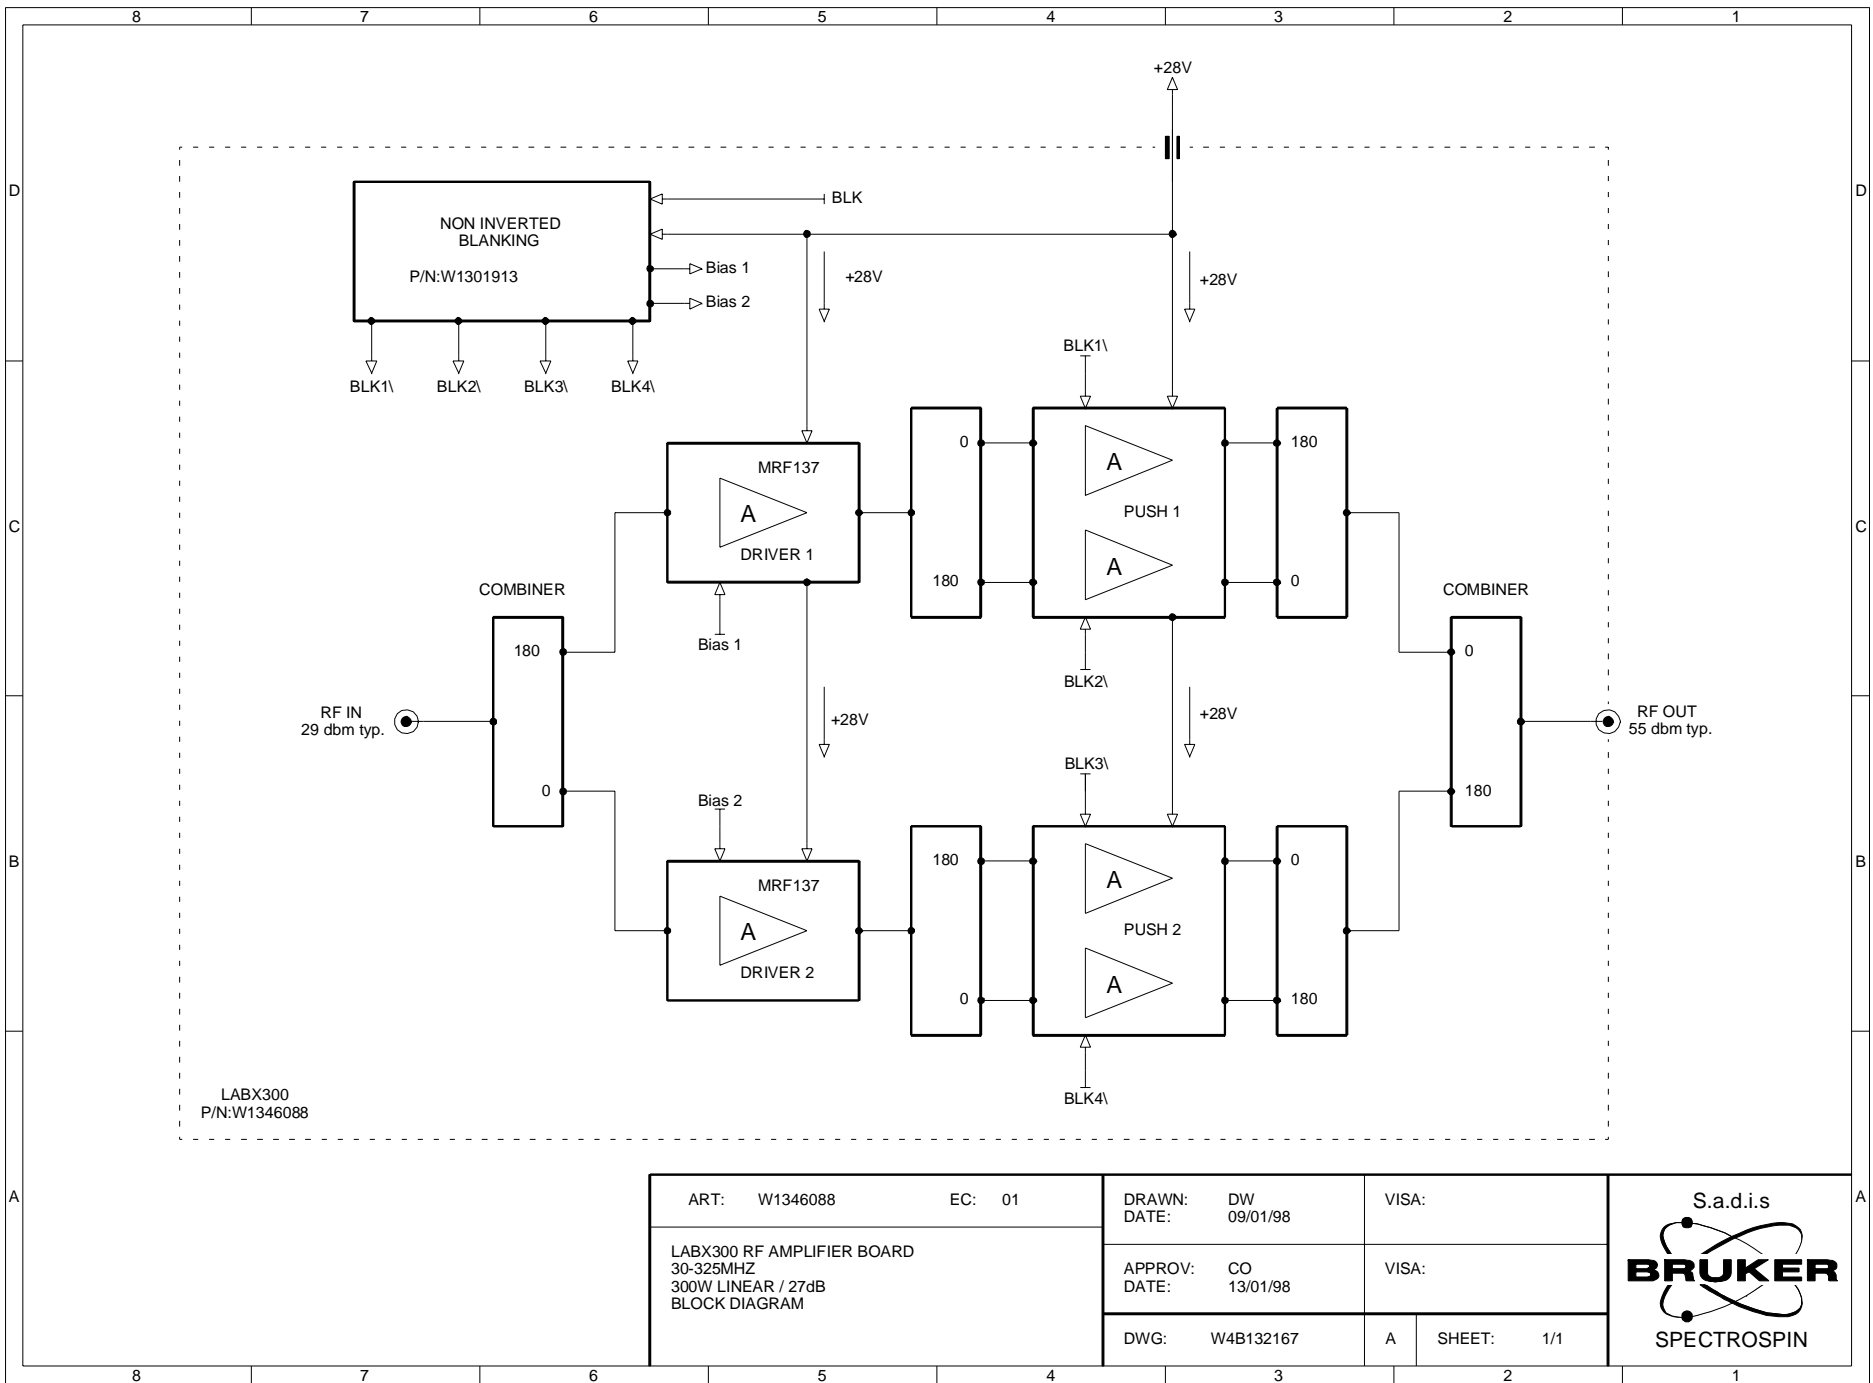 8 7 6 5 4 3 2 1
+28V
D
D
BLK
NON INVERTED
BLANKING
P/N:W1301913
Bias 1
Bias 2
+28V
+28V
BLK1\
BLK2\
BLK3\
BLK4\
BLK1\
MRF137
A
DRIVER 1
0
180
A
PUSH 1
A
180
0
C
C
COMBINER
COMBINER
Bias 1
BLK2\
180
0
0
180
RF IN
29 dbm typ.
+28V
+28V
RF OUT
55 dbm typ.
BLK3\
Bias 2
B
B
MRF137
A
DRIVER 2
180
0
A
PUSH 2
A
0
180
BLK4\
LABX300
P/N:W1346088
A
A
ART: W1346088 EC: 01
LABX300 RF AMPLIFIER BOARD
30-325MHZ
300W LINEAR / 27dB
BLOCK DIAGRAM
DRAWN: DW
DATE: 09/01/98
VISA:
APPROV: CO
DATE: 13/01/98
VISA:
DWG: W4B132167
A
SHEET: 1/1
S.a.d.i.s
BRUKER
SPECTROSPIN
8 7 6 5 4 3 2 1